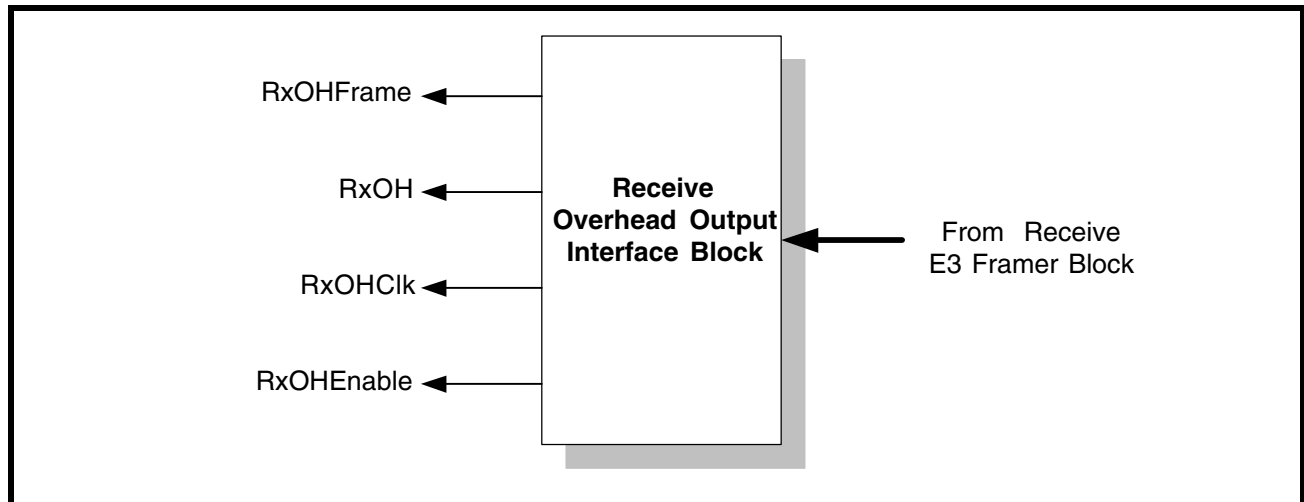 RxOHFrame
RxOH
RxOHClk
RxOHEnable
Receive
Overhead Output
Interface Block
From Receive
E3 Framer Block